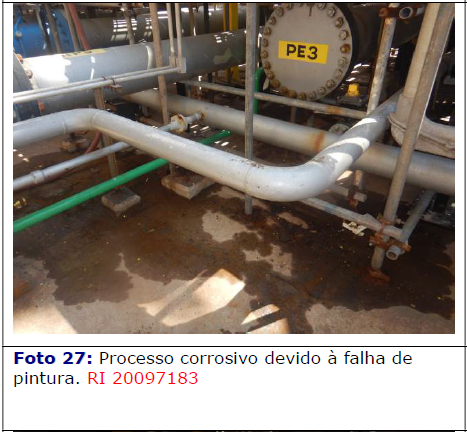 PE3
Foto 27: Processo corrosivo devido à falha de
pintura. RI 20097183